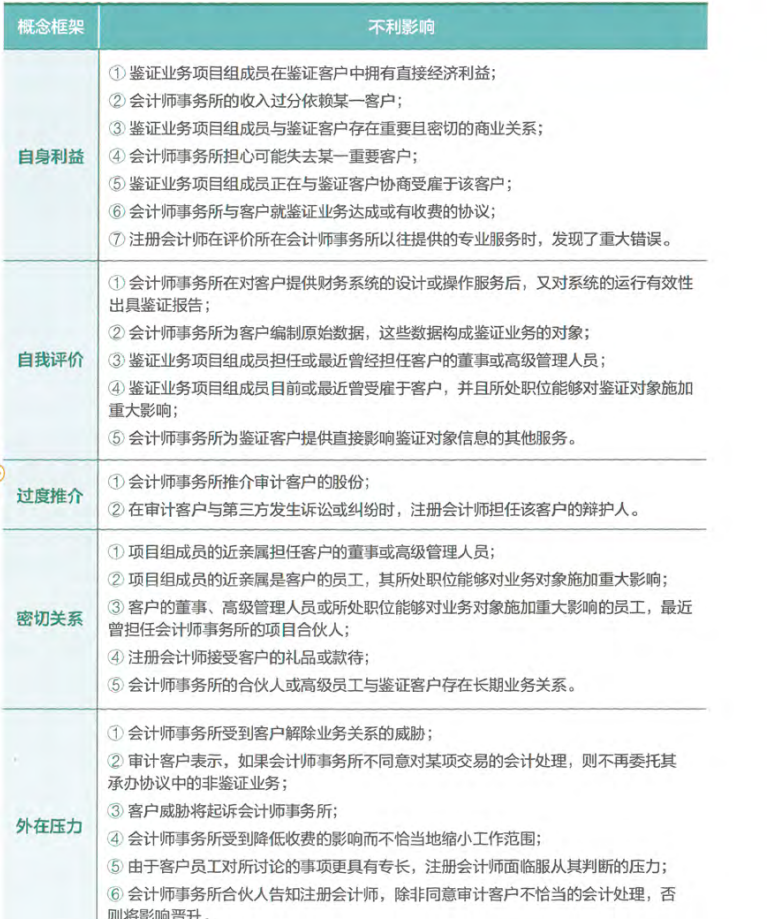 概念框架 不利影响
自身利益
① 鉴证业务项目组成员在鉴证客户中拥有直接经济利益；
② 会计师事务所的收入过分依赖某一客户；
③ 鉴证业务项目组成员与鉴证客户存在重要且密切的商业关系；
④ 会计师事务所担心可能失去某一重要客户；
⑤ 鉴证业务项目组成员正在与鉴证客户协商受雇于该客户；
⑥ 会计师事务所与客户就鉴证业务达成或有收费的协议；
⑦ 注册会计师在评价所在会计师事务所以往提供的专业服务时，发现了重大错误。
自我评价
① 会计师事务所在对客户提供财务系统的设计或操作服务后，又对系统的运行有效性
出具鉴证报告；
② 会计师事务所为客户编制原始数据，这些数据构成鉴证业务的对象；
③ 鉴证业务项目组成员担任或最近曾经担任客户的董事或高级管理人员；
④ 鉴证业务项目组成员目前或最近曾受雇于客户，并且所处职位能够对鉴证对象施加
重大影响；
⑤ 会计师事务所为鉴证客户提供直接影响鉴证对象信息的其他服务。
过度推介
① 会计师事务所推介审计客户的股份；
② 在审计客户与第三方发生诉讼或纠纷时，注册会计师担任该客户的辩护人。
密切关系
① 项目组成员的近亲属担任客户的董事或高级管理人员；
② 项目组成员的近亲属是客户的员工，其所处职位能够对业务对象施加重大影响；
③ 客户的董事、高级管理人员或所处职位能够对业务对象施加重大影响的员工，最近
曾担任会计师事务所的项目合伙人；
④ 注册会计师接受客户的礼品或款待；
⑤ 会计师事务所的合伙人或高级员工与鉴证客户存在长期业务关系。
外在压力
① 会计师事务所受到客户解除业务关系的威胁；
② 审计客户表示，如果会计师事务所不同意对某项交易的会计处理，则不再委托其
承办协议中的非鉴证业务；
③ 客户威胁将起诉会计师事务所；
④ 会计师事务所受到降低收费的影响而不恰当地缩小工作范围；
⑤ 由于客户员工对所讨论的事项更具有专长，注册会计师面临服从其判断的压力；
⑥ 会计师事务所合伙人告知注册会计师，除非同意审计客户不恰当的会计处理，否
则将影响晋升。